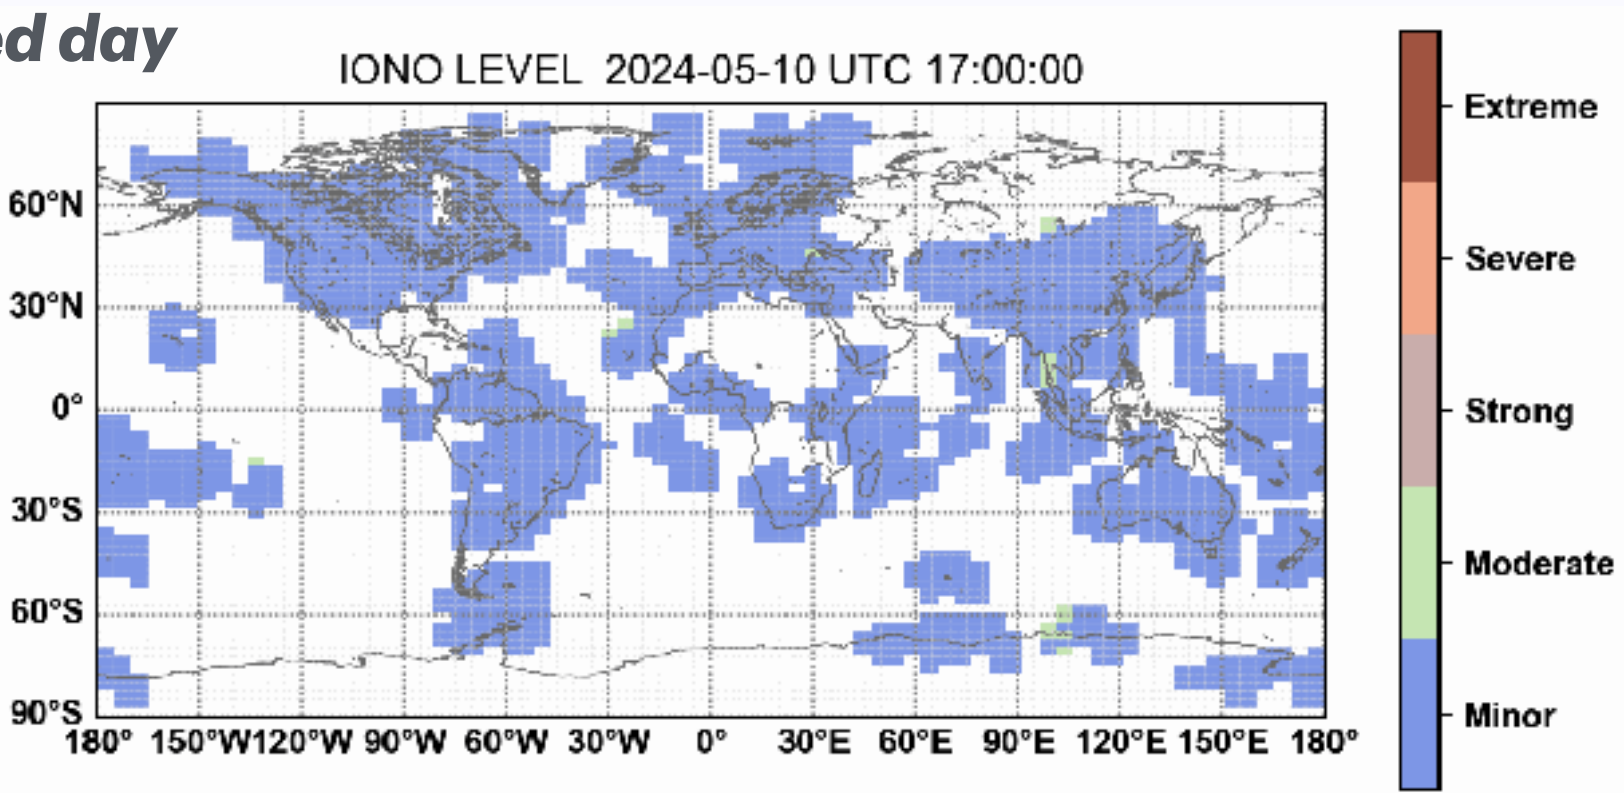 ed day
IONO LEVEL 2024-05-10 UTC 17:00:00
Extreme
Severe
Strong
Moderate
Minor
60°N
30°N
0°
30°S
60°S
90°S
180° 150°W 120°W 90°W 60°W 30°W 0° 30°E 60°E 90°E 120°E 150°E 180°